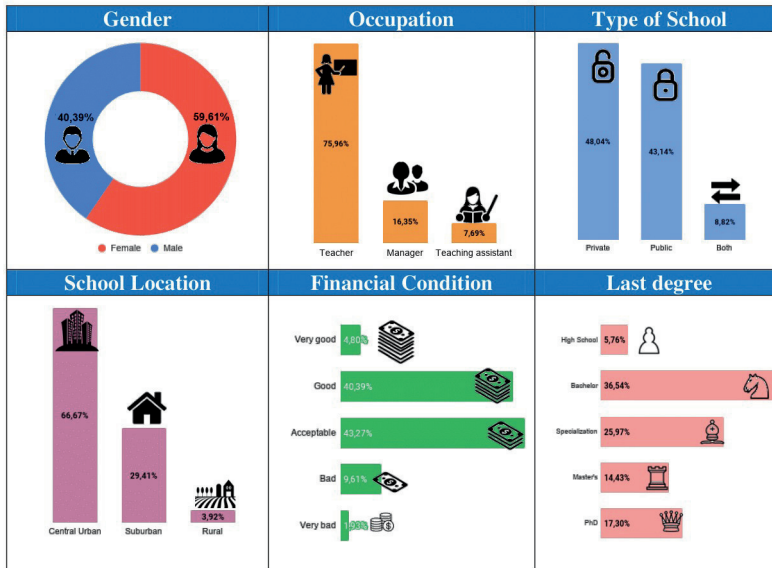 Gender
Occupation
Type of School
40,39%
59,61%
Female
Male
75,96%
16,35%
7,69%
Teacher
Manager
Teaching assistant
48,04%
43,14%
8,82%
Private
Public
Both
School Location
Financial Condition
Last degree
66,67%
29,41%
3,92%
Central Urban
Suburban
Rural
Very good
4,80%
Good
40,39%
Acceptable
43,27%
Bad
9,61%
Very bad
1,93%
High School
5,76%
Bachelor
36,54%
Specialization
25,97%
Master's
14,43%
PhD
17,30%